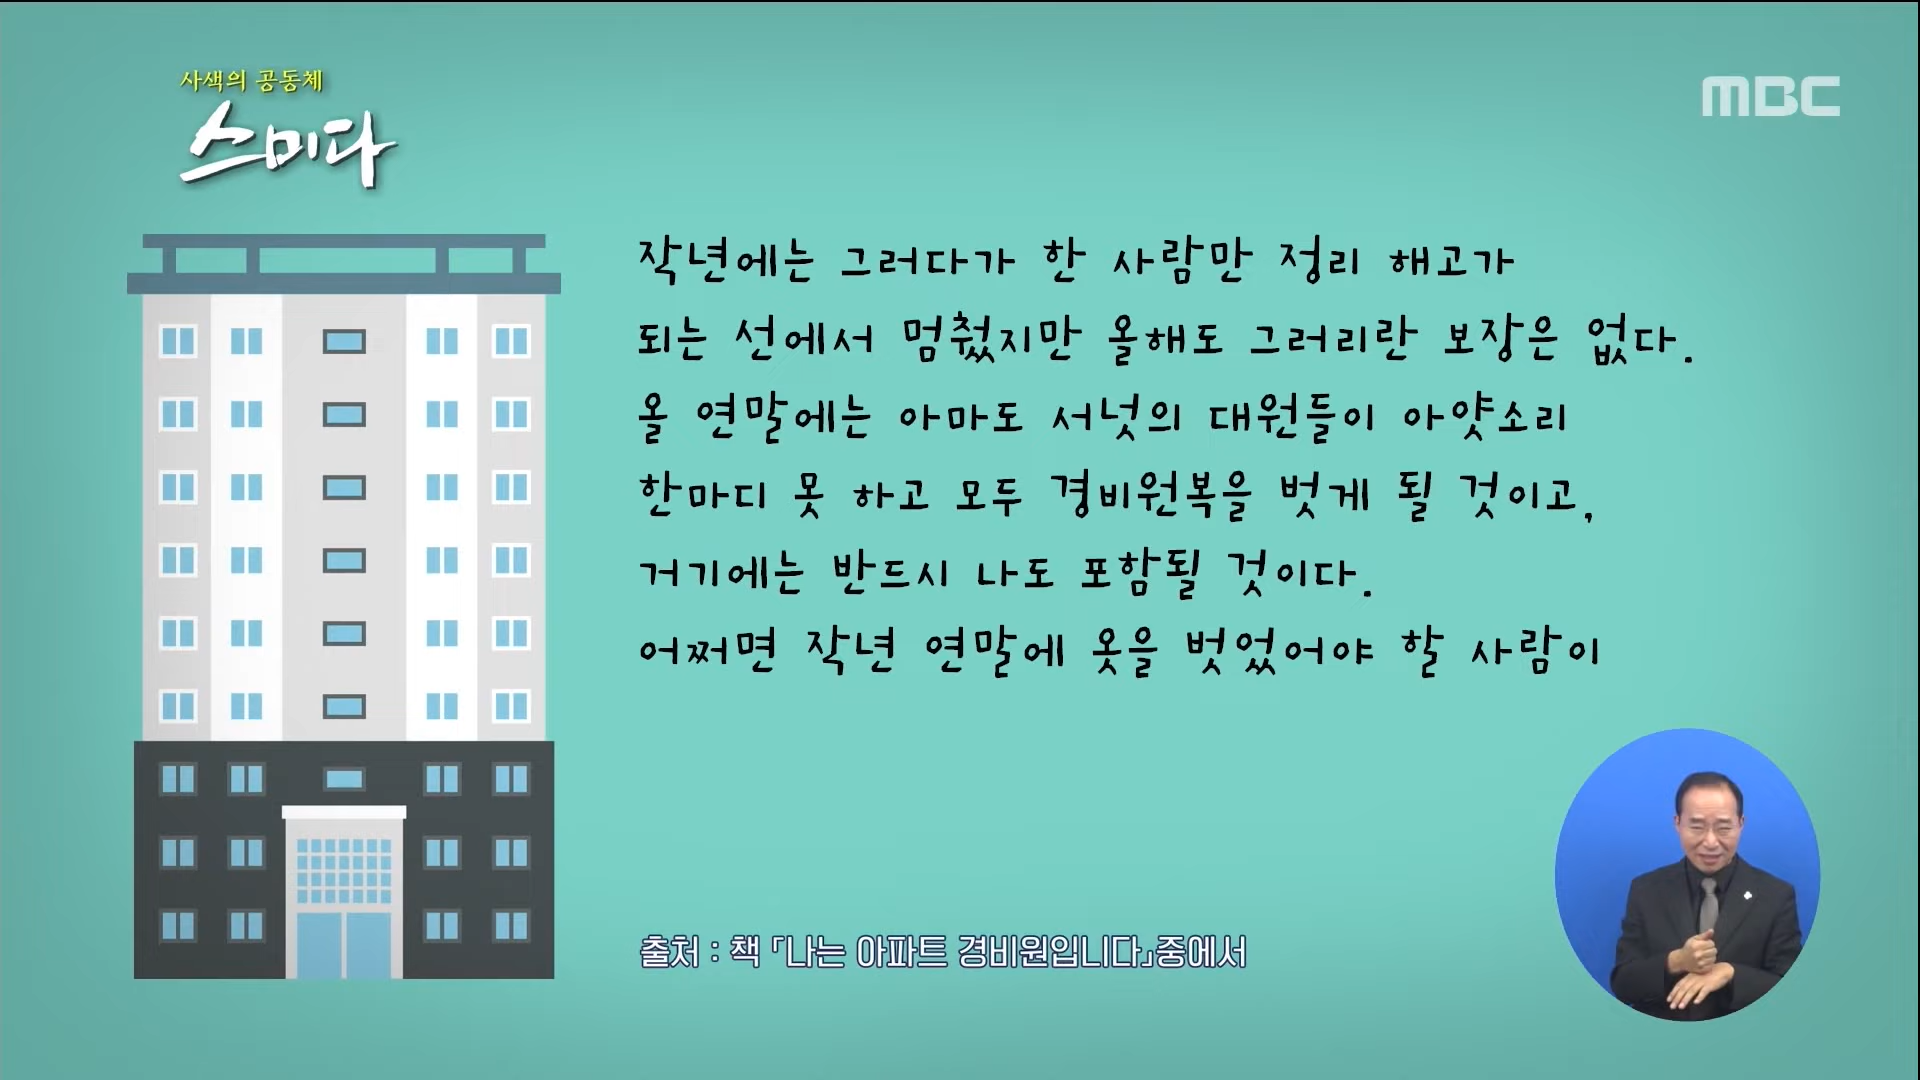 사색의 공동체
스미다
MBC
작년에는 그러다가 한 사람만 정리 해고가
되는 선에서 멈췄지만 올해도 그러리란 보장은 없다.
올 연말에는 아마도 서넛의 대원들이 아얏소리
한마디 못 하고 모두 경비원복을 벗게 될 것이고,
거기에는 반드시 나도 포함될 것이다.
어쩌면 작년 연말에 옷을 벗었어야 할 사람이
출처 : 책 「나는 아파트 경비원입니다」중에서